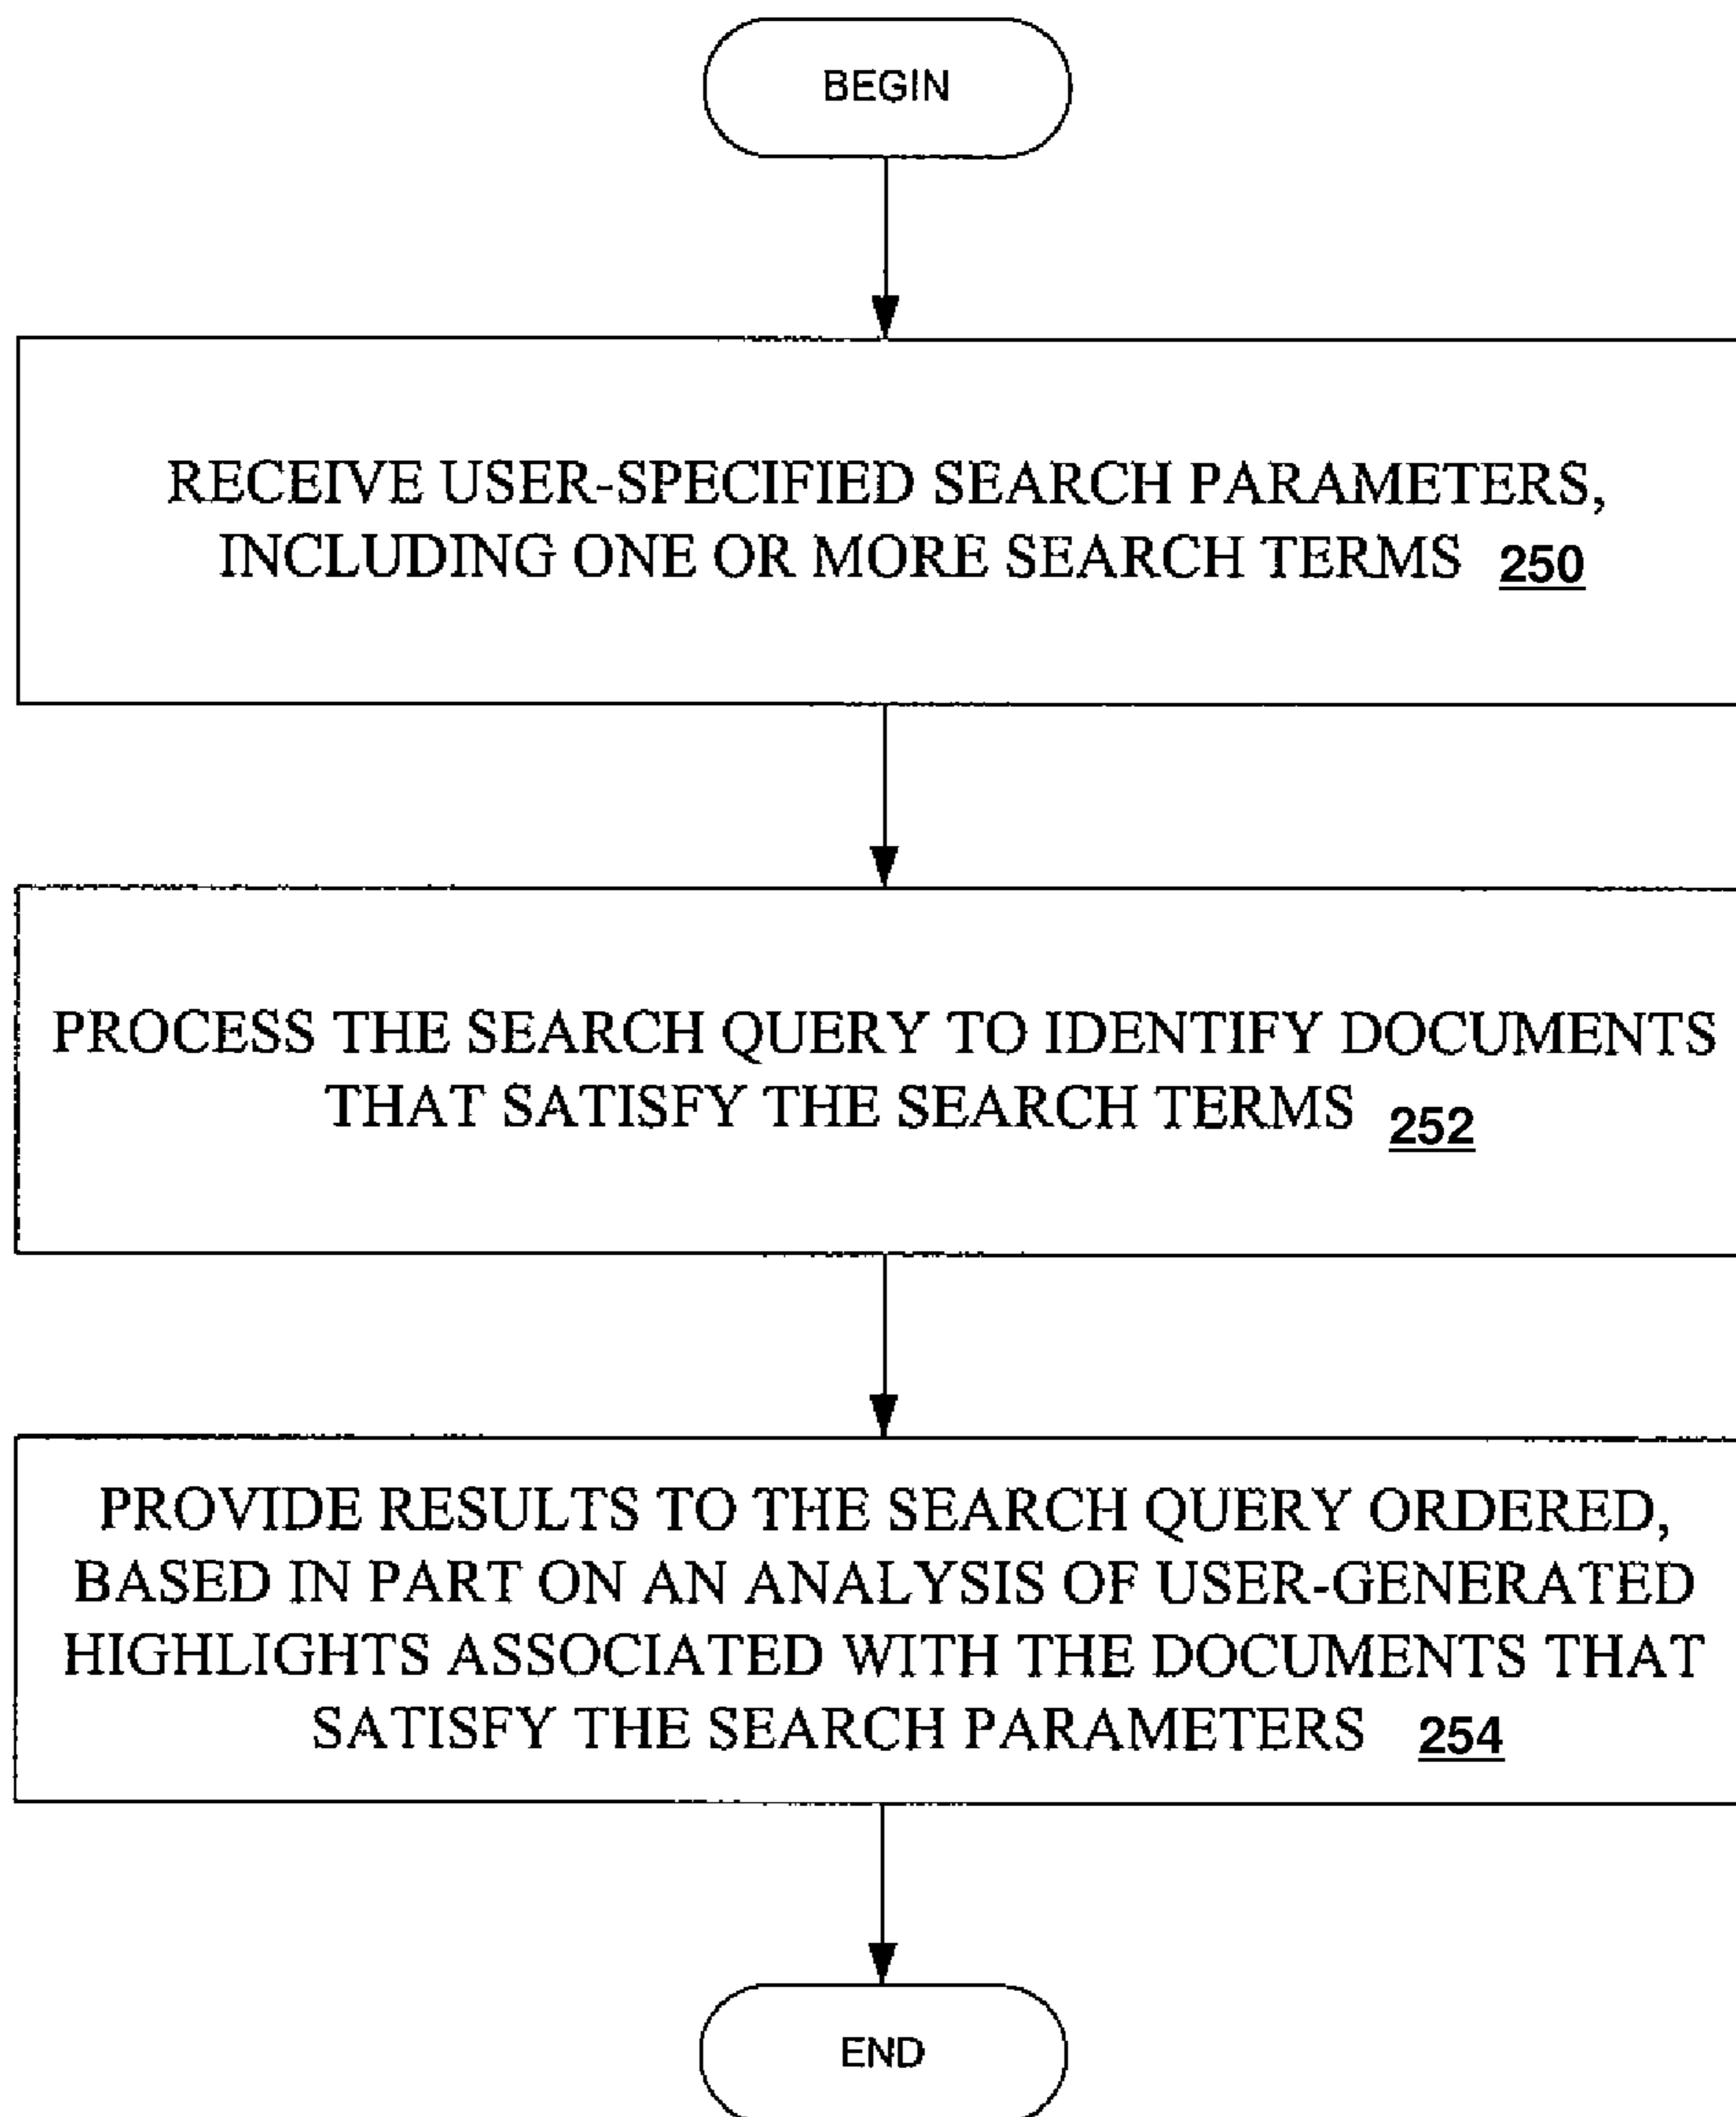 BEGIN
RECEIVE USER-SPECIFIED SEARCH PARAMETERS,
INCLUDING ONE OR MORE SEARCH TERMS 250
PROCESS THE SEARCH QUERY TO IDENTIFY DOCUMENTS
THAT SATISFY THE SEARCH TERMS 252
PROVIDE RESULTS TO THE SEARCH QUERY ORDERED,
BASED IN PART ON AN ANALYSIS OF USER-GENERATED
HIGHLIGHTS ASSOCIATED WITH THE DOCUMENTS THAT
SATISFY THE SEARCH PARAMETERS 254
END